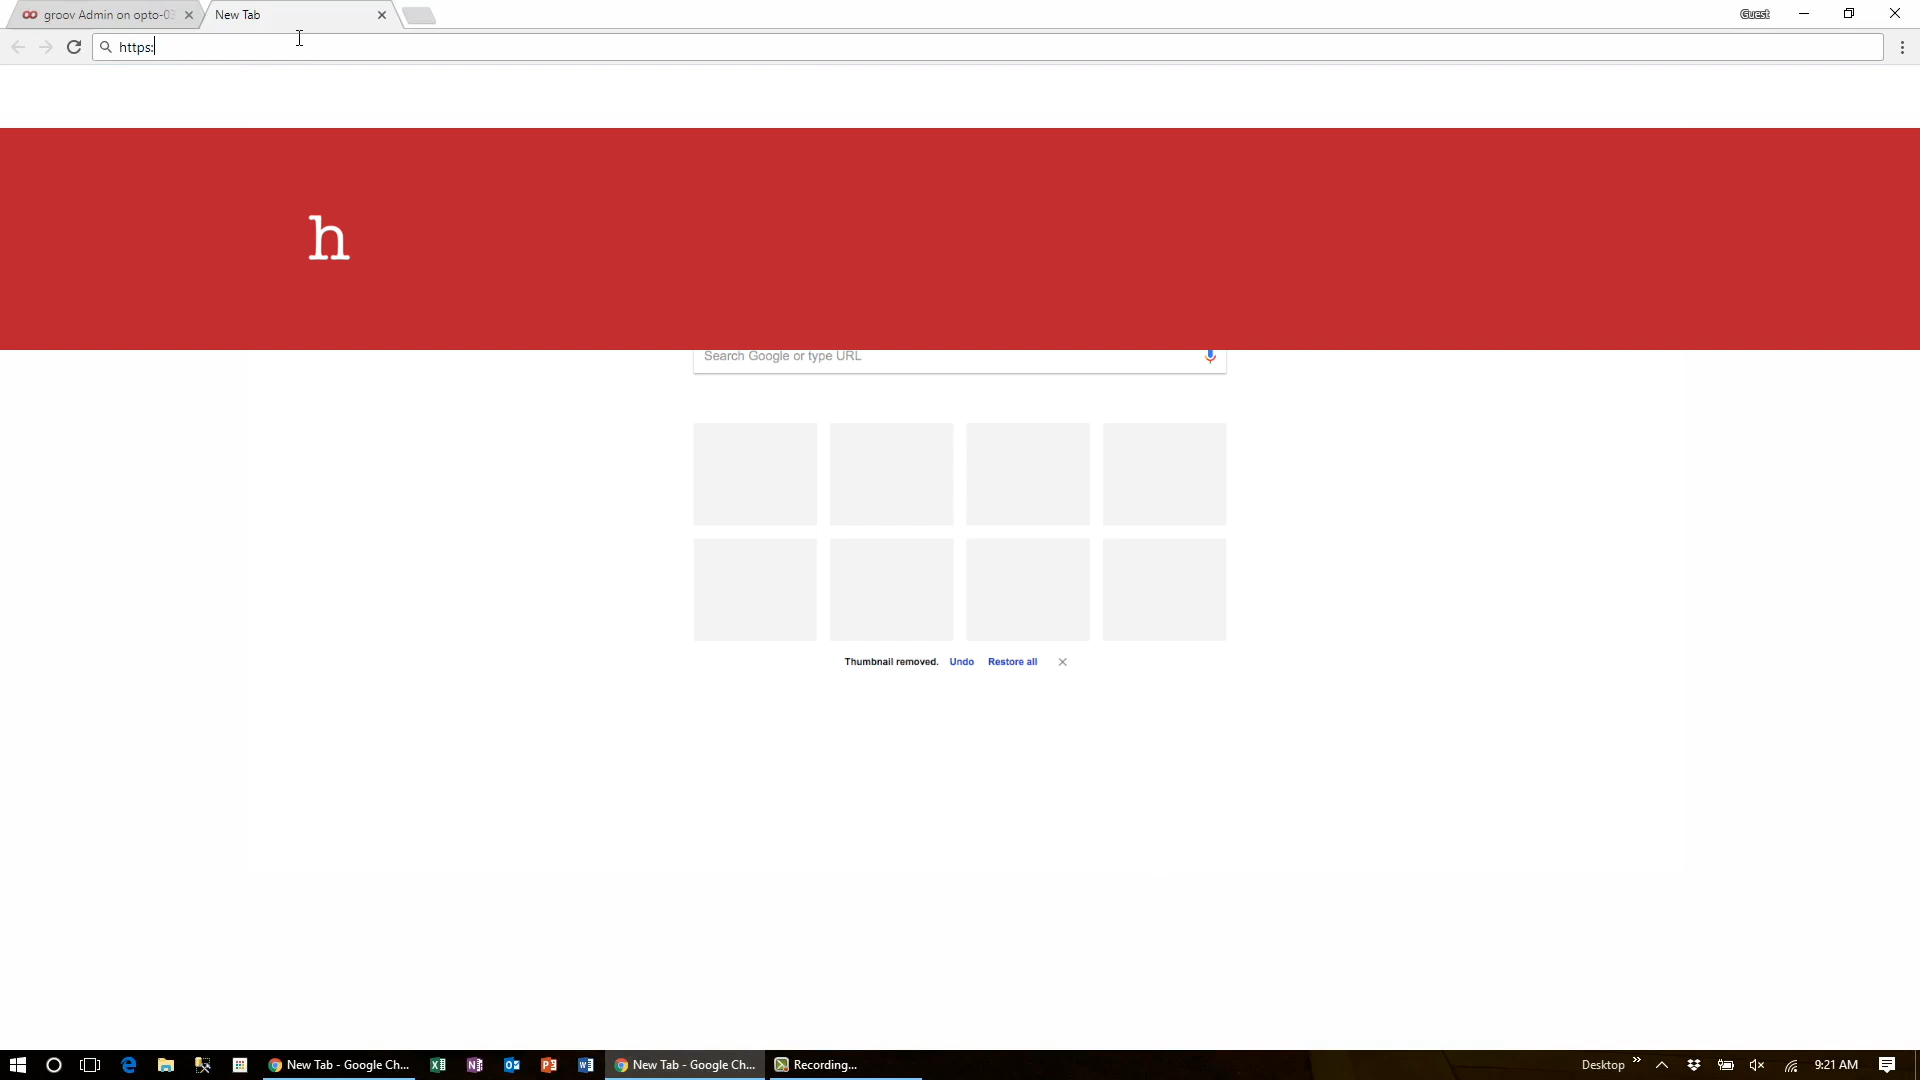 groov Admin on opto-03
New Tab
Guest
https:
h
Search Google or type URL
Thumbnail removed. Undo Restore all
New Tab - Google Ch...
New Tab - Google Ch...
Recording...
Desktop
9:21 AM